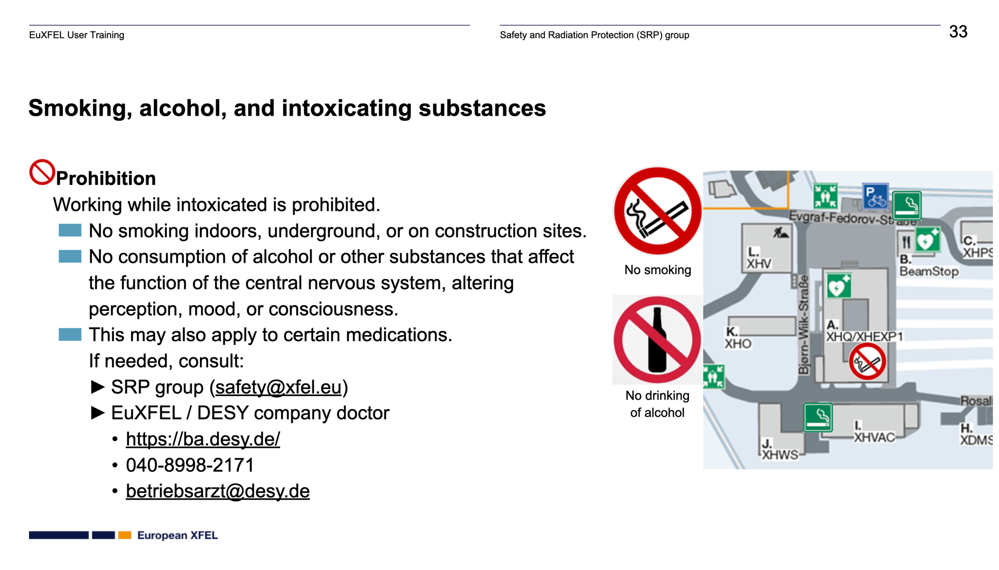 EuXFEL User Training
Safety and Radiation Protection (SRP) group
33
Smoking, alcohol, and intoxicating substances
Prohibition
Working while intoxicated is prohibited.
No smoking indoors, underground, or on construction sites.
No consumption of alcohol or other substances that affect
the function of the central nervous system, altering
perception, mood, or consciousness.
This may also apply to certain medications.
If needed, consult:
► SRP group (safety@xfel.eu)
► EuXFEL / DESY company doctor
• https://ba.desy.de/
• 040-8998-2171
• betriebsarzt@desy.de
No smoking
No drinking
of alcohol
P
Evgraf-Fedorov-Straße
L.
XHV
B.
BeamStop
C.
XHPS
Bjørn-Wiik-Straße
A.
XHQ/XHEXP1
K.
XHO
Rosali
I.
XHVAC
H.
XDMS
J.
XHWS
European XFEL